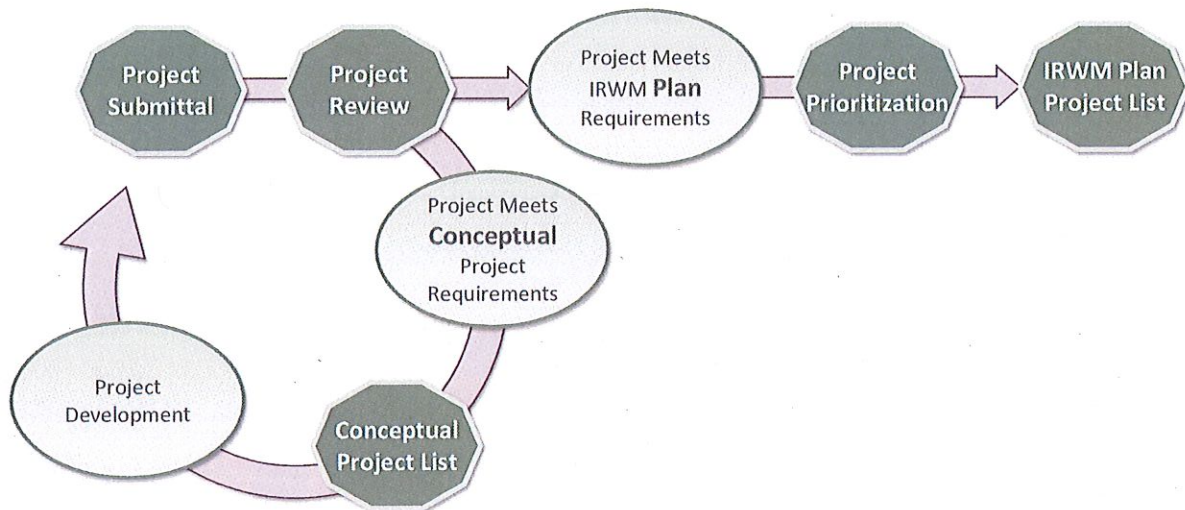 Project
Submittal
Project
Review
Project Meets
IRWM Plan
Requirements
Project
Prioritization
IRWM Plan
Project List
Project Meets
Conceptual
Project
Requirements
Conceptual
Project List
Project
Development